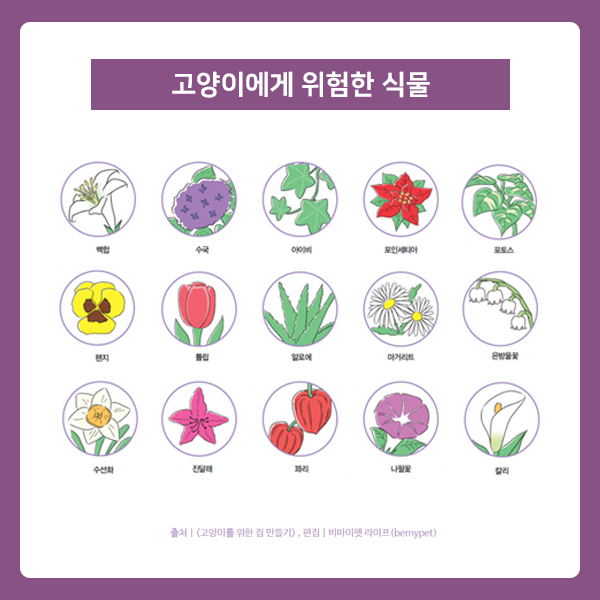 고양이에게 위험한 식물
백합 수국 아이비 포인세티아 포토스
팬지 튤립 알로에 마거리트 은방울꽃
수선화 진달래 꽈리 나팔꽃 칼리
출처 | <고양이를 위한 집 만들기> , 편집 | 비마이펫 라이프(bemypet)